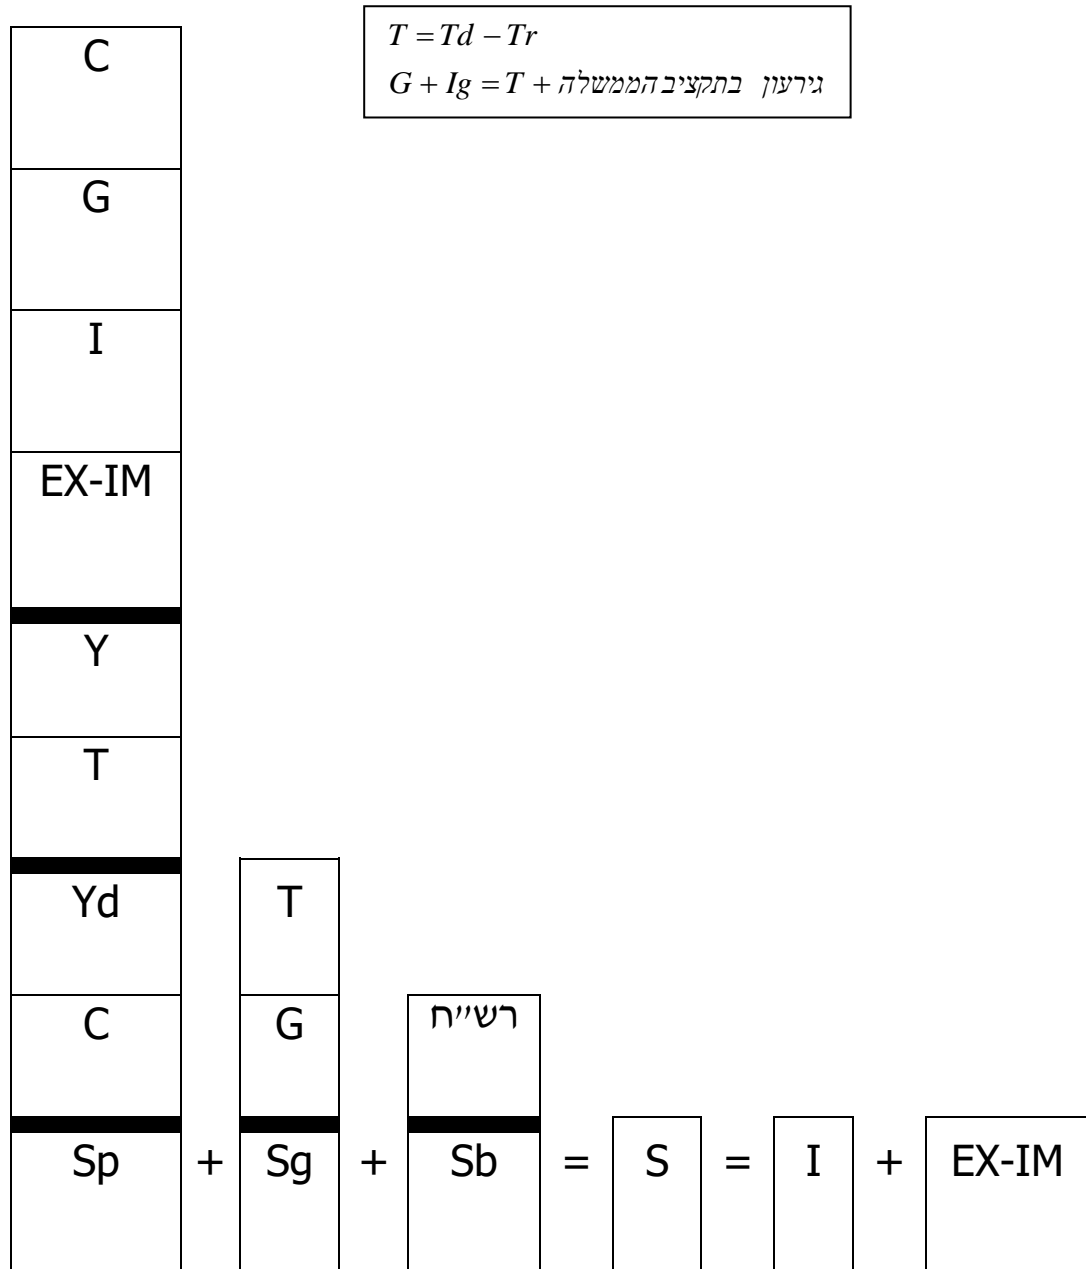 T = Td – Tr
G + Ig = T + גירעון בתקציב הממשלה
C
G
I
EX-IM
Y
T
Yd T
C G רש״ח
Sp + Sg + Sb = S = I + EX-IM